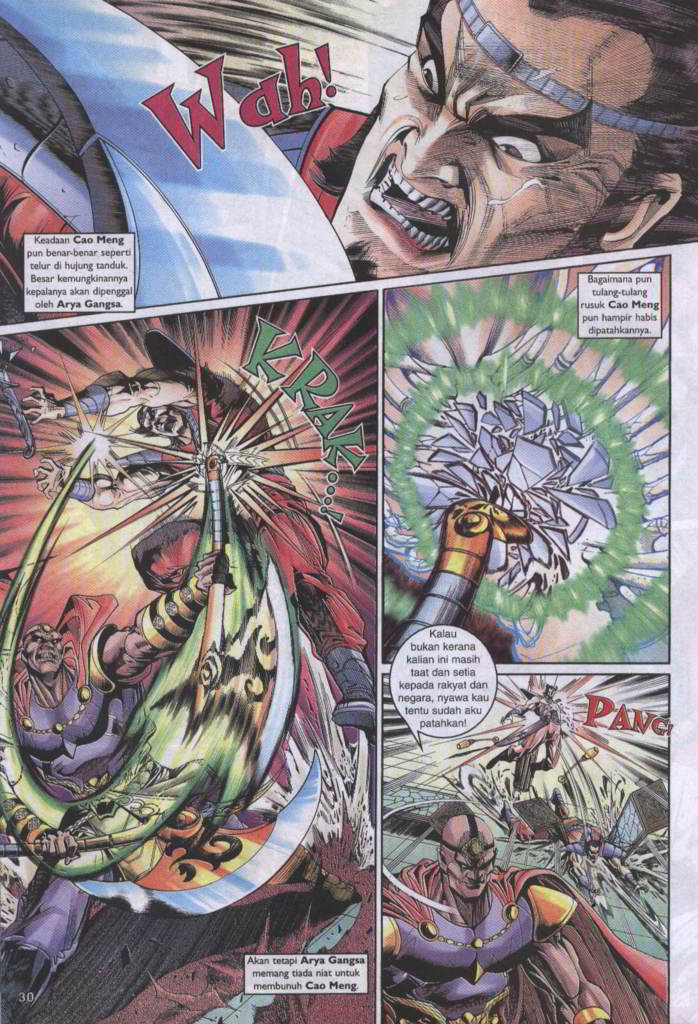 Wah!
Keadaan Cao Meng
pun benar-benar seperti
telur di hujung tanduk.
Besar kemungkinannya
kepalanya akan dipenggal
oleh Arya Gangsa.
KRAK...!
Akan tetapi Arya Gangsa
memang tiada niat untuk
membunuh Cao Meng.
Bagaimana pun
tulang-tulang
rusuk Cao Meng
pun hampir habis
dipatahkannya.
Kalau
bukan kerana
kalian ini masih
taat dan setia
kepada rakyat dan
negara, nyawa kau
tentu sudah aku
patahkan!
PANG!
30